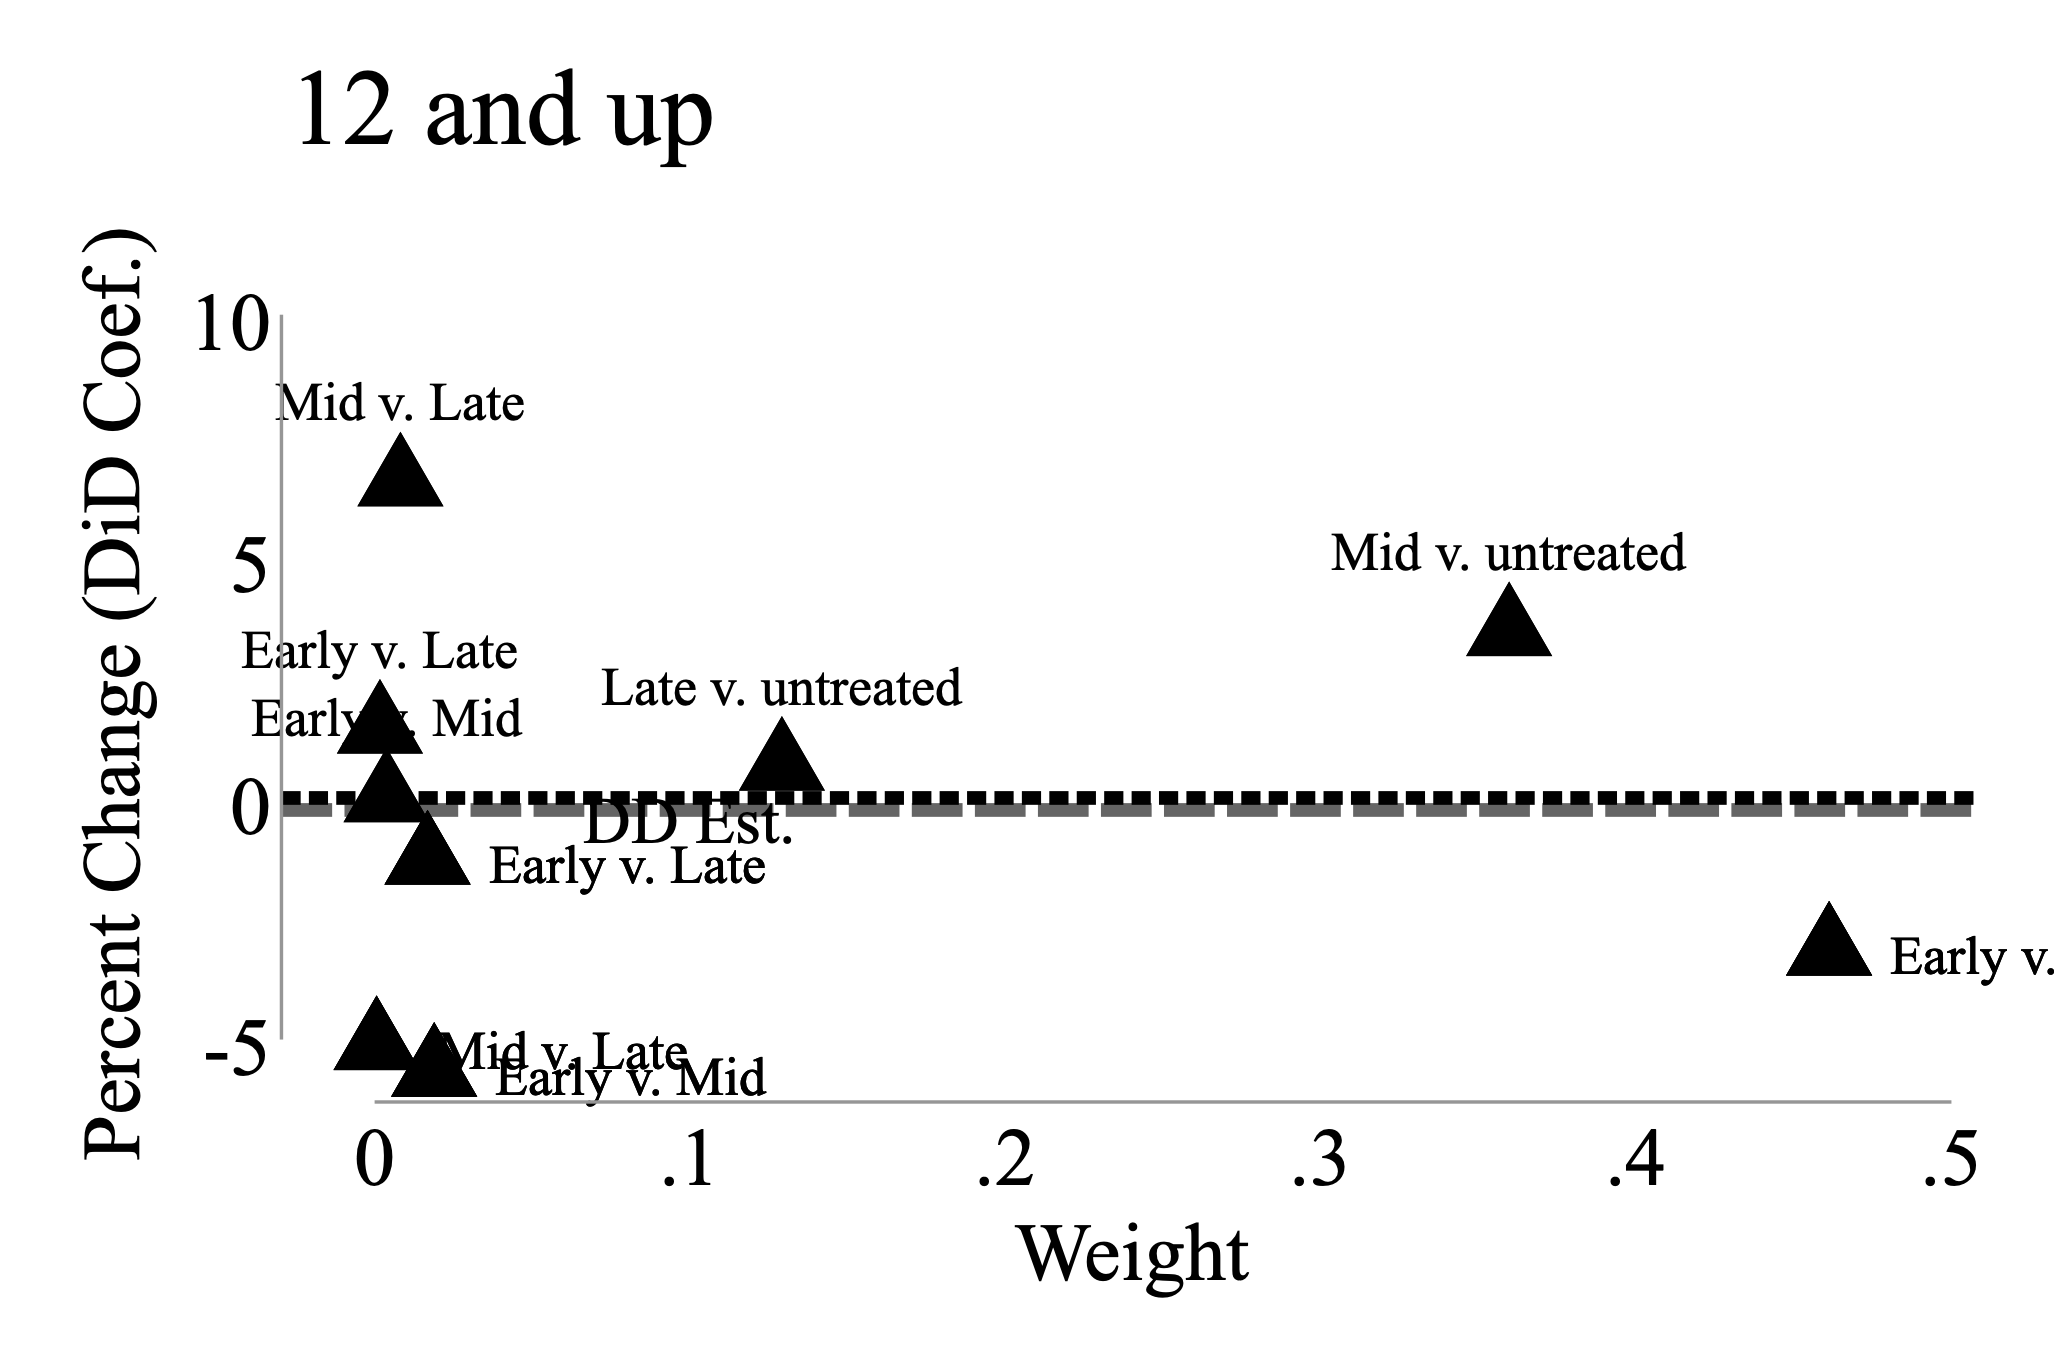 12 and up
Percent Change (DiD Coef.)
10
5
0
-5
Mid v. Late
Mid v. untreated
Early v. Late
Late v. untreated
Early v. Mid
DD Est.
Early v. Late
Early v.
Mid v. Late
Early v. Mid
0 .1 .2 .3 .4 .5
Weight